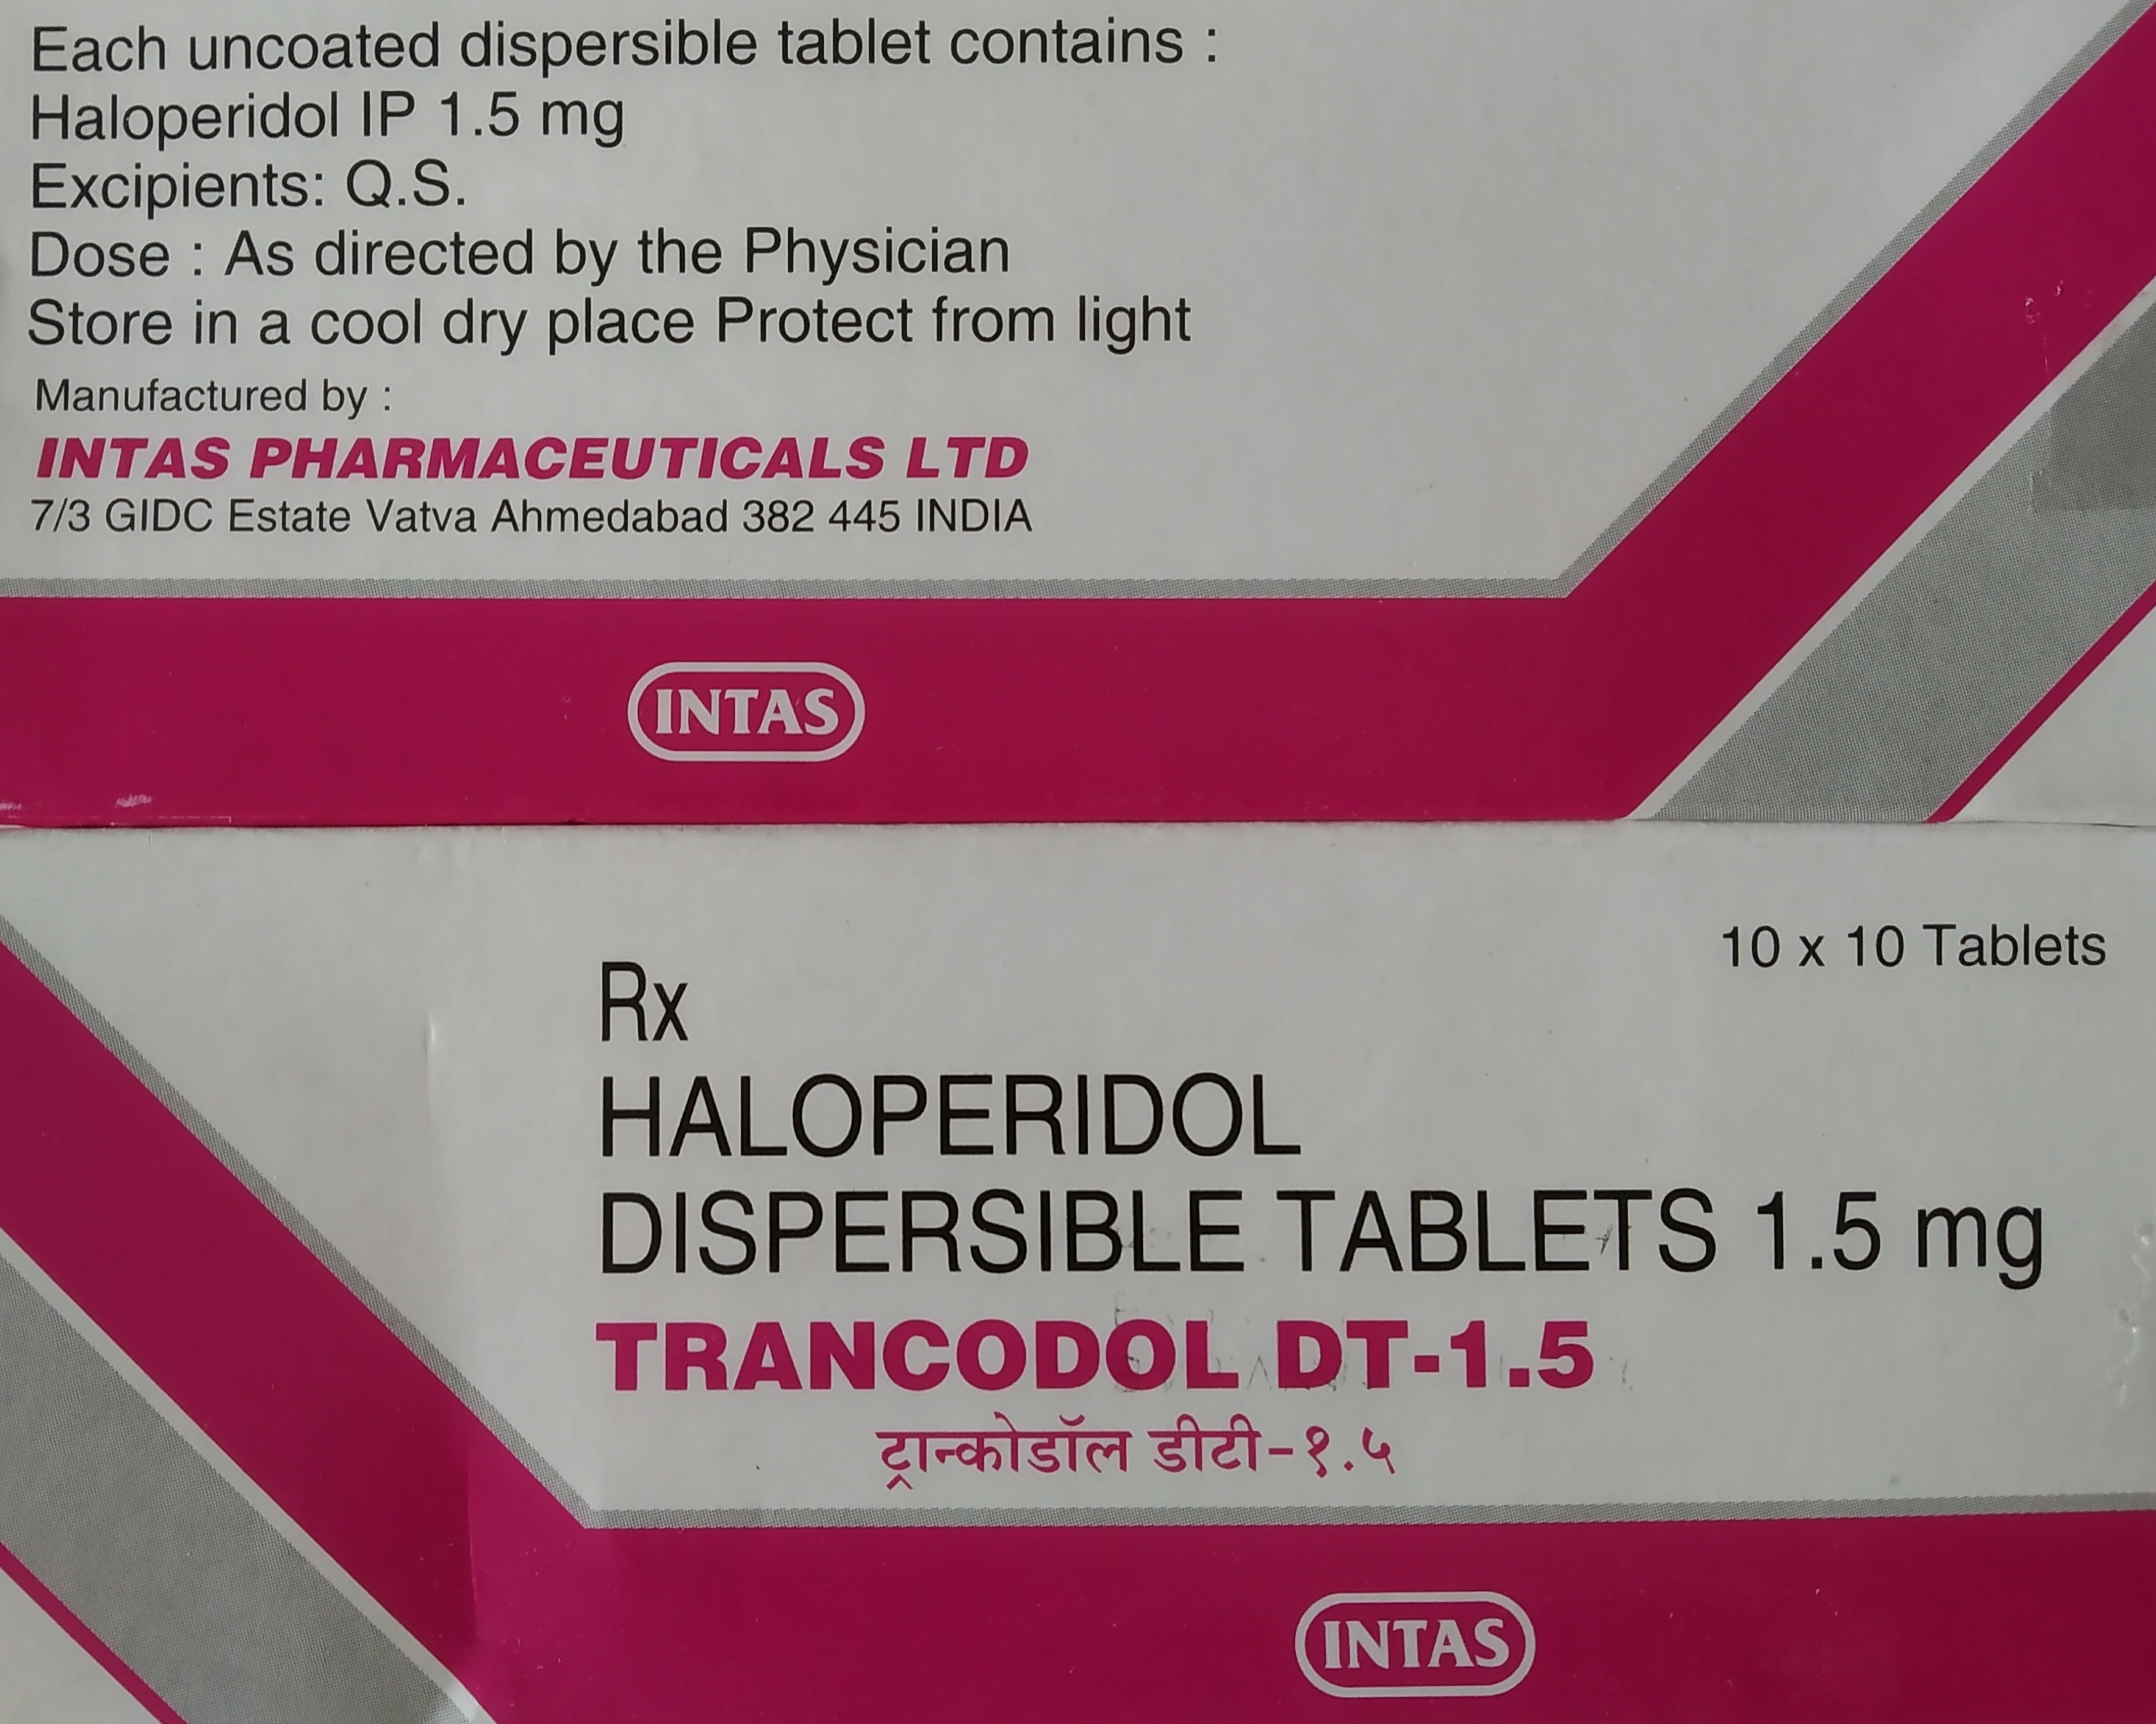 Each uncoated dispersible tablet contains :
Haloperidol IP 1.5 mg
Excipients: Q.S.
Dose : As directed by the Physician
Store in a cool dry place Protect from light
Manufactured by :
INTAS PHARMACEUTICALS LTD
7/3 GIDC Estate Vatva Ahmedabad 382 445 INDIA
INTAS
10 x 10 Tablets
Rx
HALOPERIDOL
DISPERSIBLE TABLETS 1.5 mg
TRANCODOL DT-1.5
ट्रान्कोडॉल डीटी-१.५
INTAS